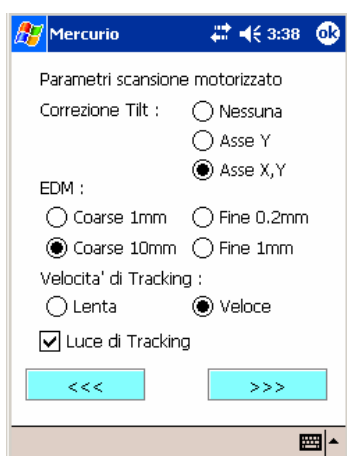 Mercurio 3:38 ok
Parametri scansione motorizzato
Correzione Tilt : Nessuna
Asse Y
Asse X,Y
EDM :
Coarse 1mm Fine 0.2mm
Coarse 10mm Fine 1mm
Velocita' di Tracking :
Lenta Veloce
Luce di Tracking
<<< >>>